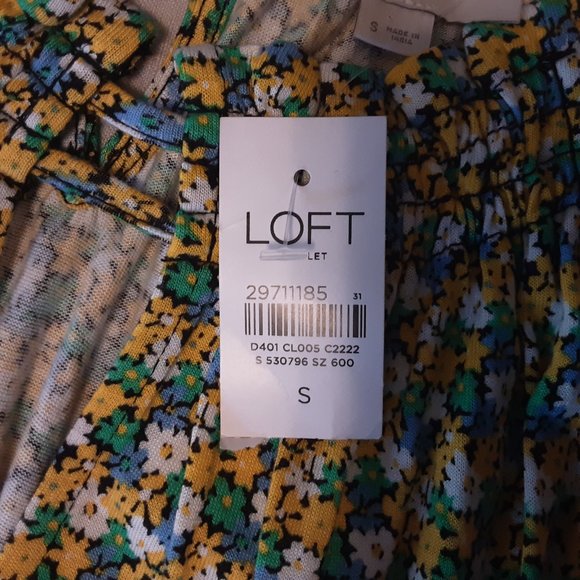 S
MADE IN
INDIA
LOFT
LET
29711185 31
D401 CL005 C2222
S 530796 SZ 600
S